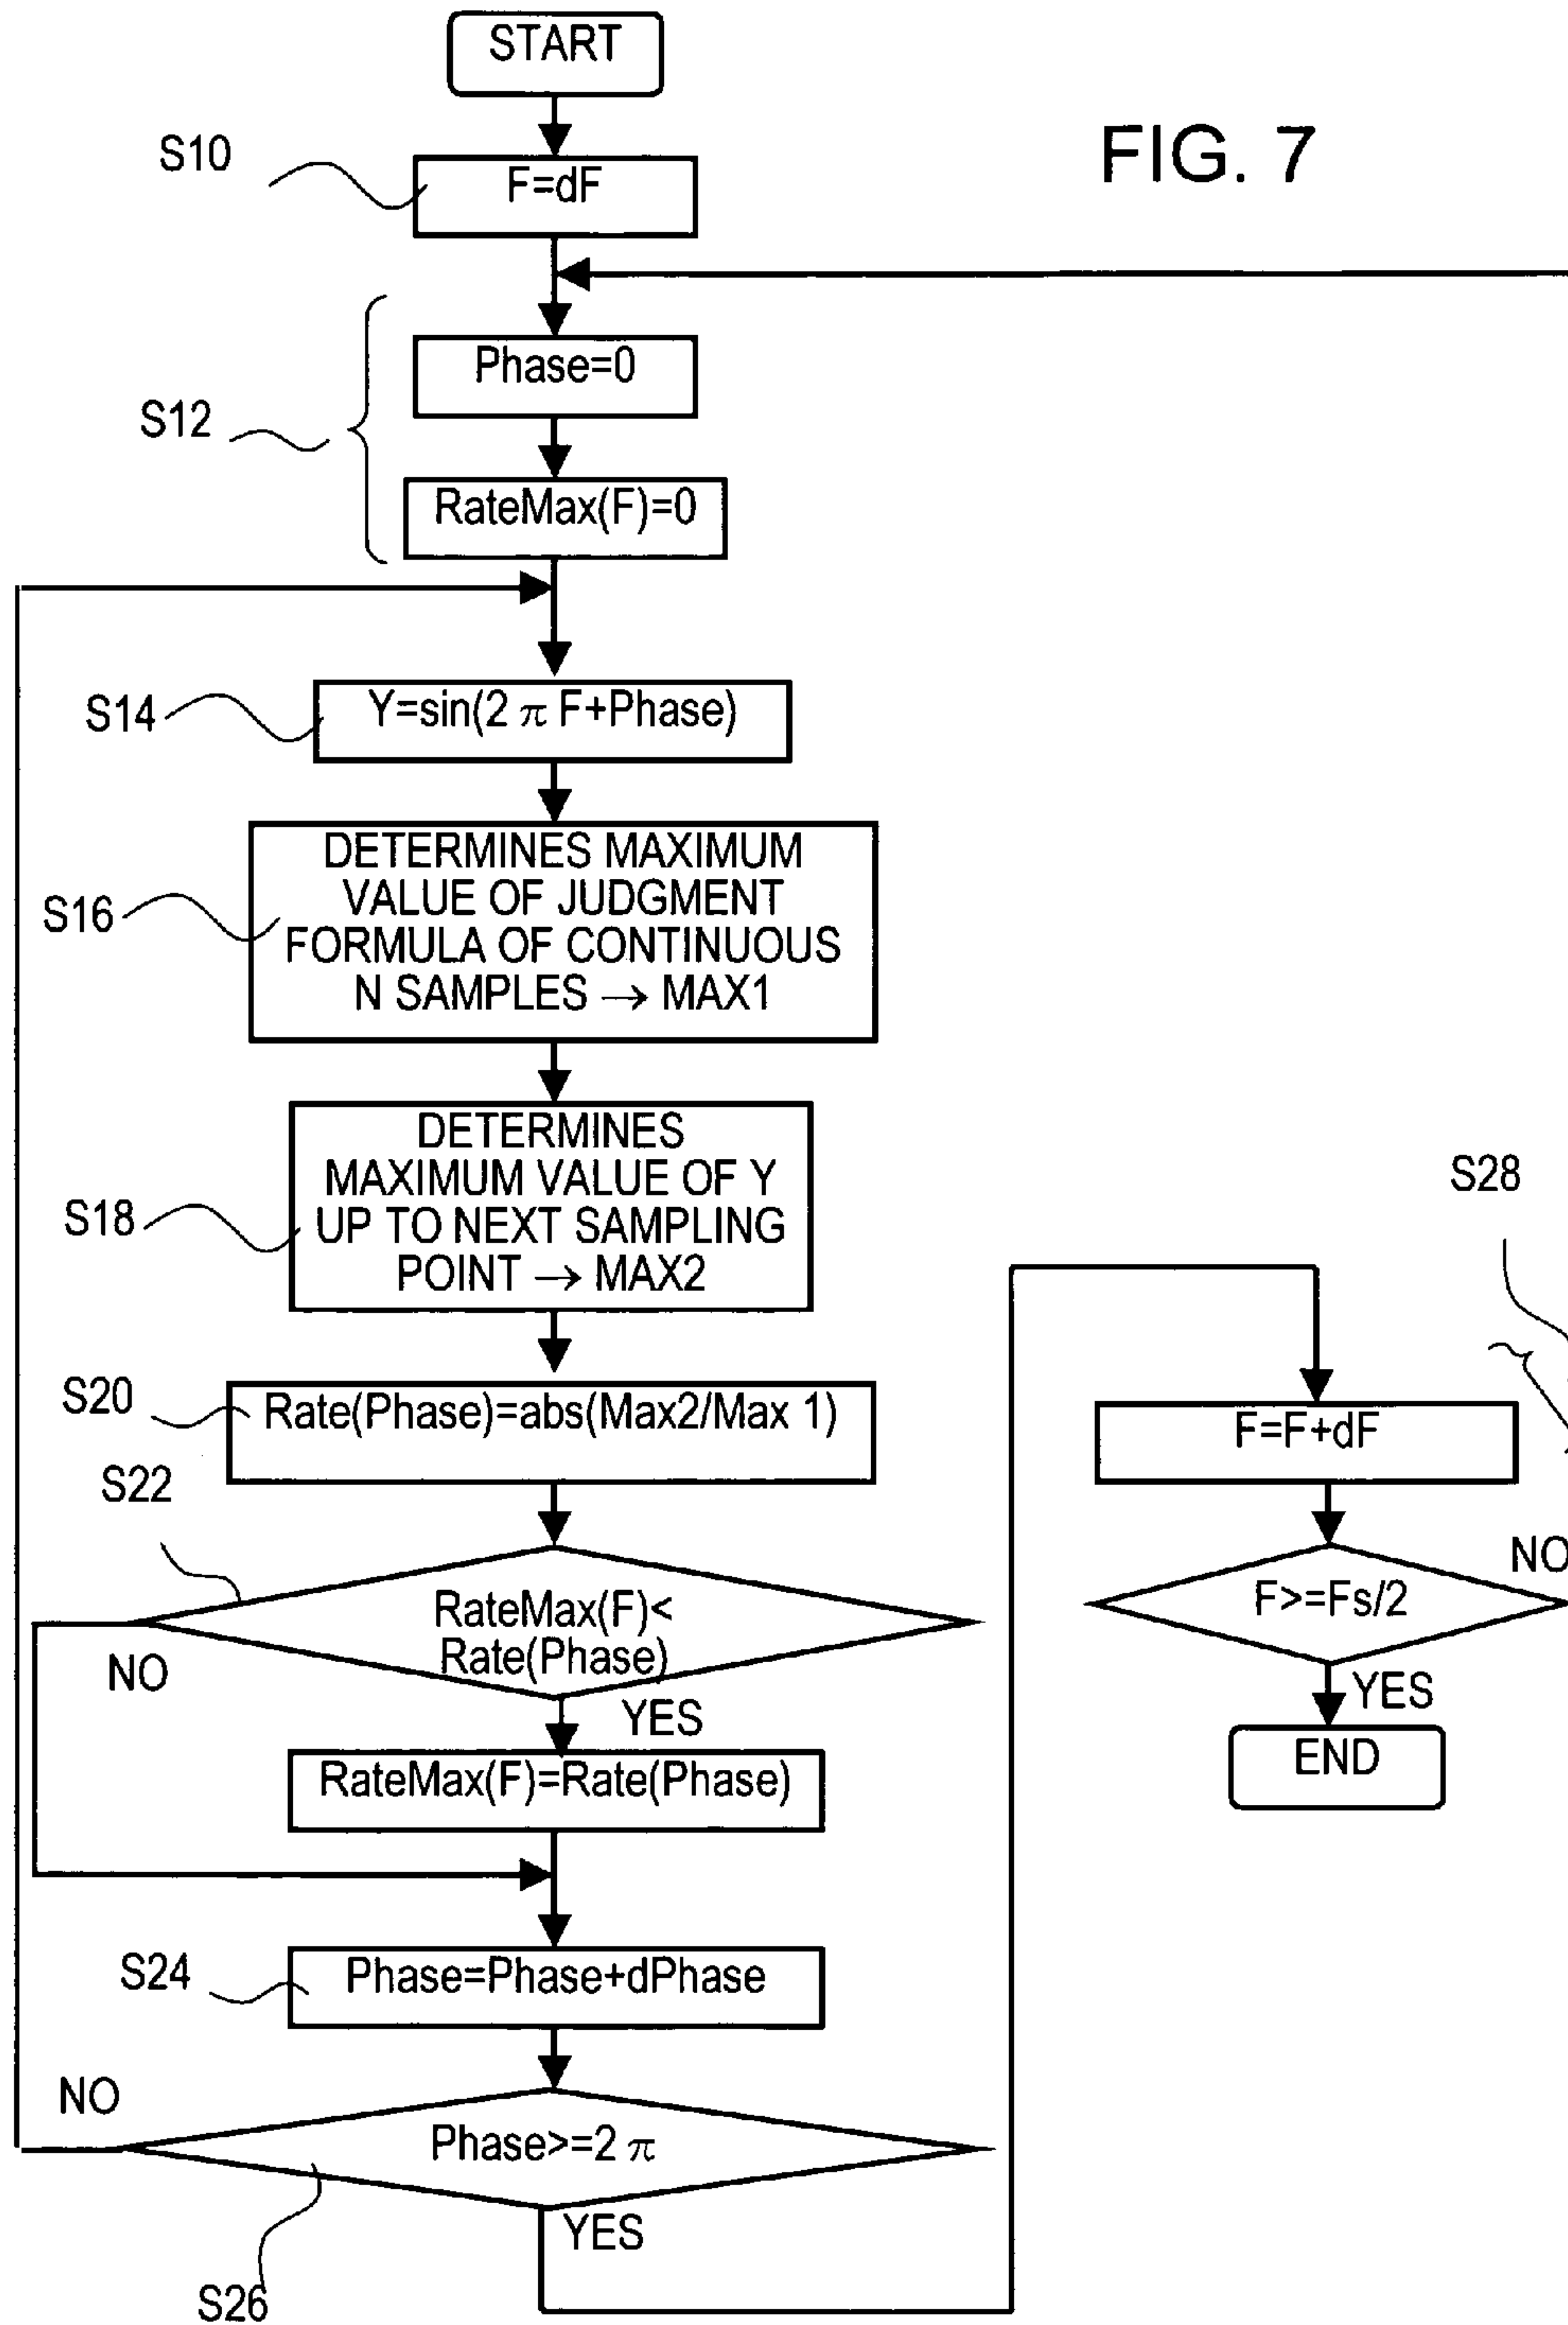 START
FIG. 7
S10
F=dF
Phase=0
S12
RateMax(F)=0
S14
Y=sin(2 π F+Phase)
DETERMINES MAXIMUM
VALUE OF JUDGMENT
S16
FORMULA OF CONTINUOUS
N SAMPLES → MAX1
DETERMINES
MAXIMUM VALUE OF Y
S18
UP TO NEXT SAMPLING
POINT → MAX2
S20
Rate(Phase)=abs(Max2/Max 1)
S22
RateMax(F)<
Rate(Phase)
NO
YES
RateMax(F)=Rate(Phase)
S24
Phase=Phase+dPhase
NO
Phase>=2 π
YES
S26
S28
F=F+dF
NO
F>=Fs/2
YES
END